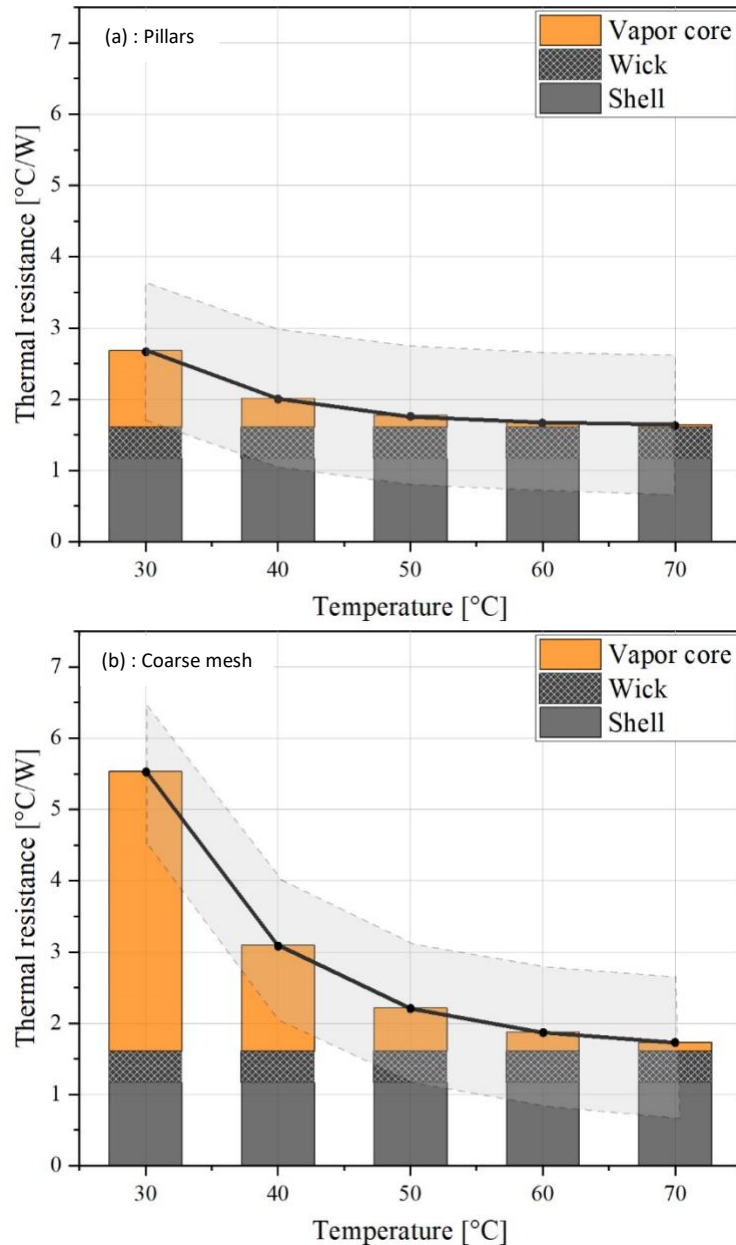 (a) : Pillars
Vapor core
Wick
Shell
Thermal resistance [°C/W]
7
6
5
4
3
2
1
0
30 40 50 60 70
Temperature [°C]
(b) : Coarse mesh
Vapor core
Wick
Shell
Thermal resistance [°C/W]
7
6
5
4
3
2
1
0
30 40 50 60 70
Temperature [°C]